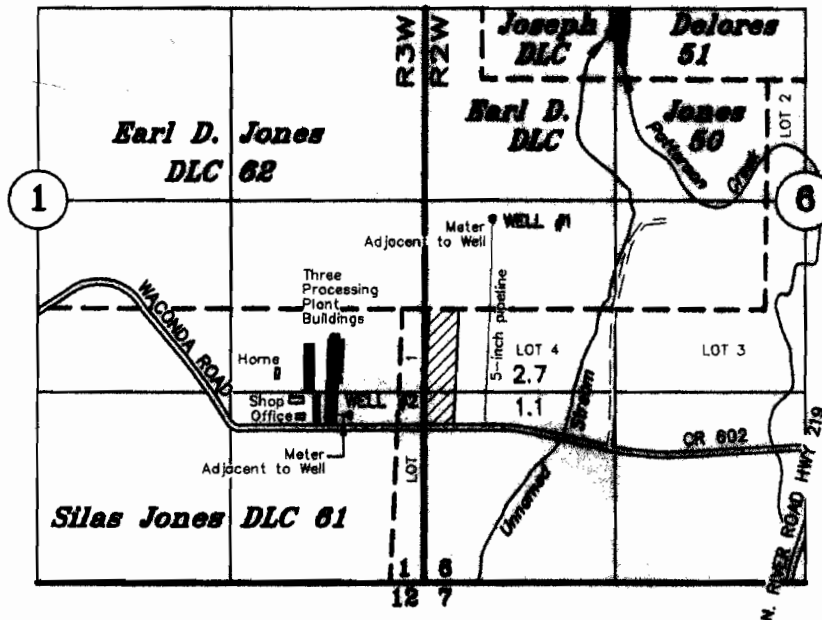 R3W
R2W
Joseph
DLC
Delores
51
Earl D.
DLC
Jones
50
LOT 2
Patterson
Creek
Earl D. Jones
DLC 62
1
6
Meter
Adjacent to Well
WELL #1
Three
Processing
Plant
Buildings
WACONDA ROAD
5-inch pipeline
Home
Shop
Office
WELL
Meter
Adjacent to Well
LOT
1
LOT 4
2.7
1.1
LOT 3
Stream
Unnamed
CR 602
N. RIVER ROAD HWY 219
Silas Jones DLC 61
1
6
12
7